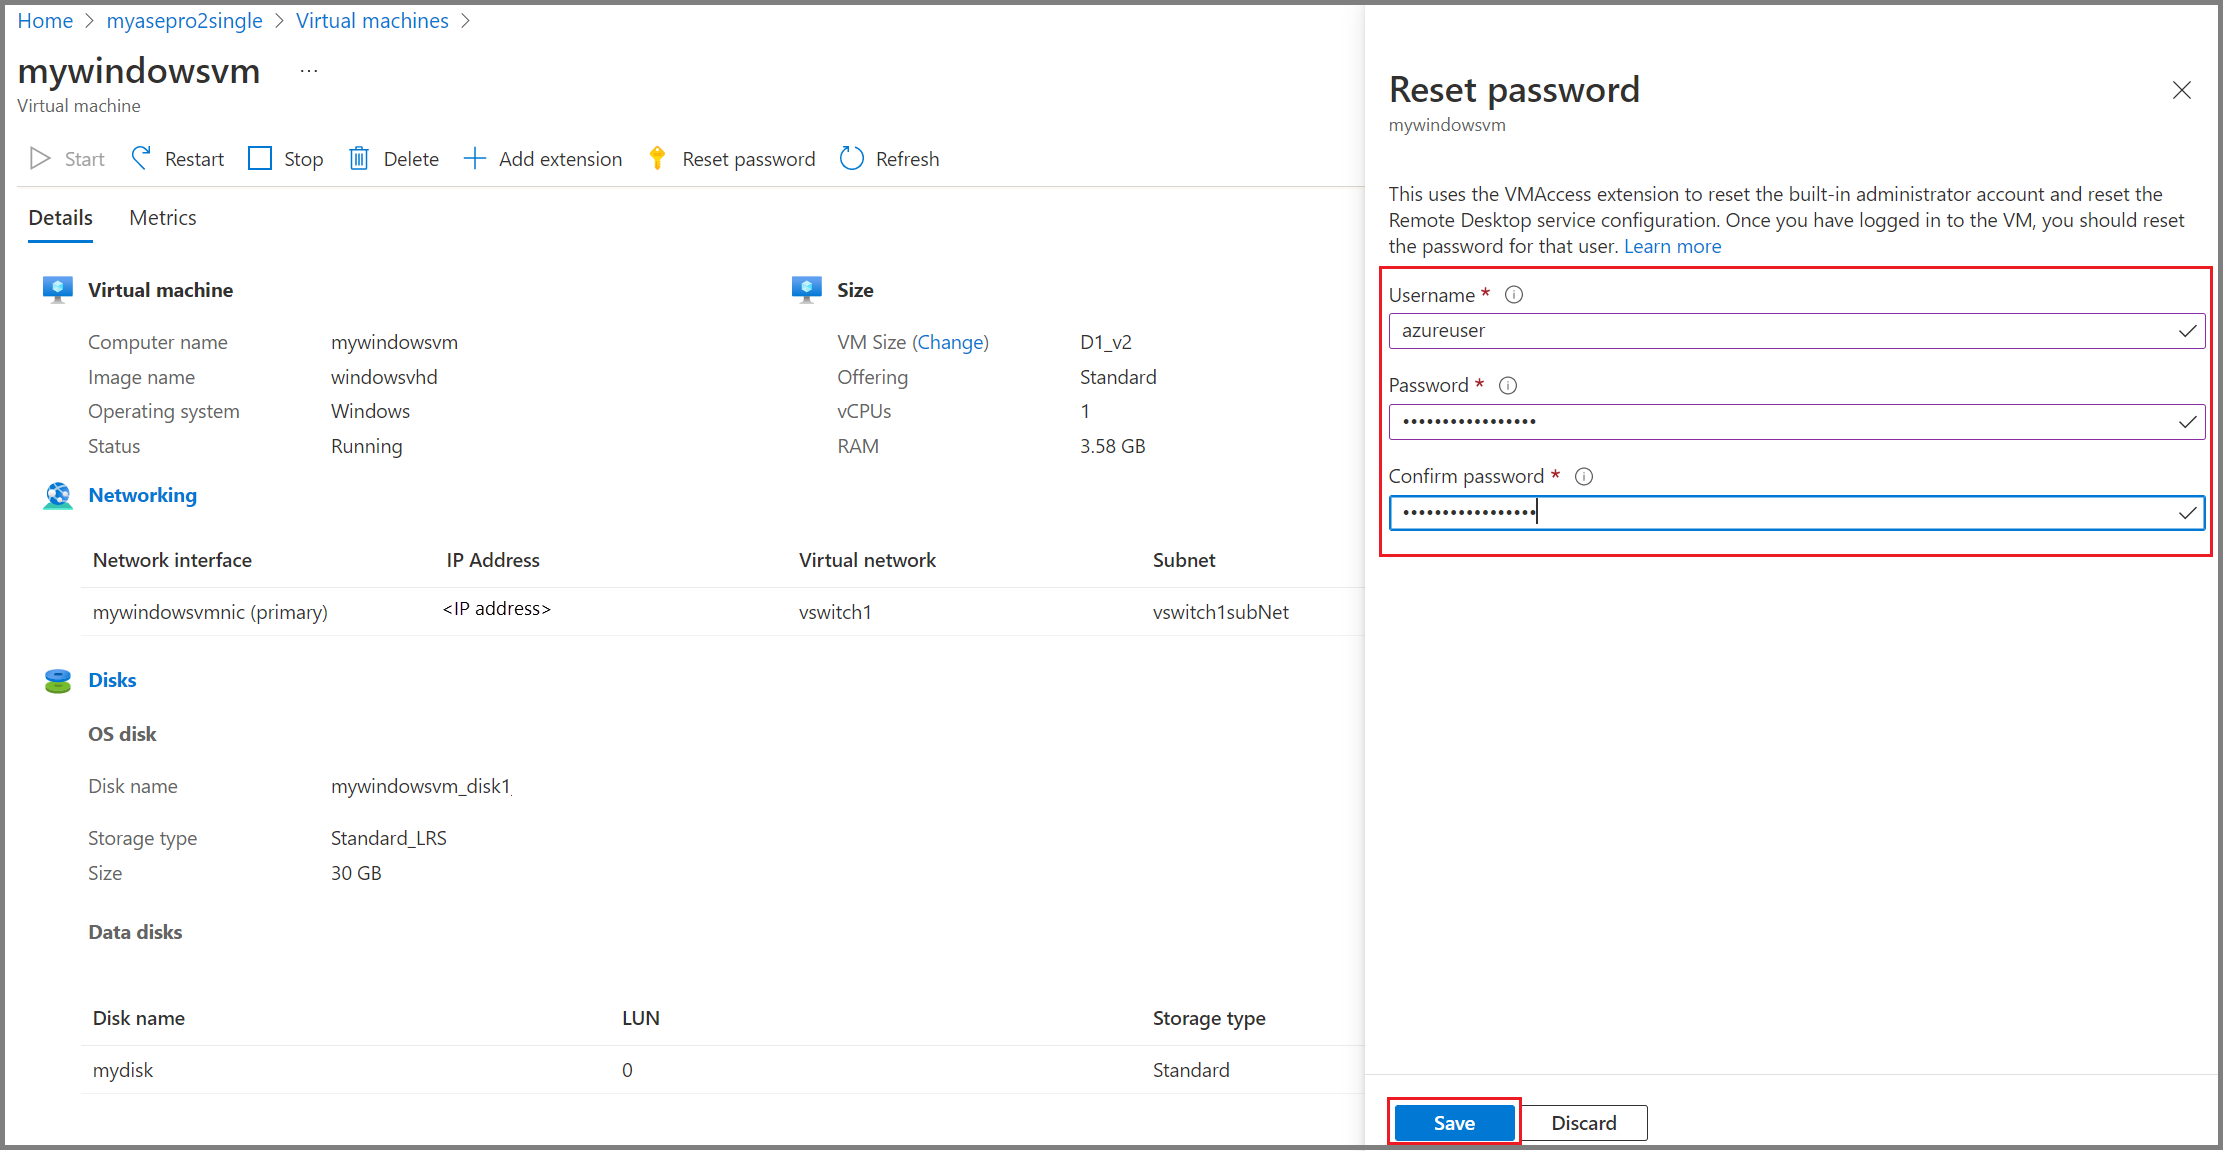 Home > myasepro2single > Virtual machines >
mywindowsvm ...
Virtual machine
Start Restart Stop Delete Add extension Reset password Refresh
Details Metrics
Virtual machine
Computer name mywindowsvm
Image name windowsvhd
Operating system Windows
Status Running
Size
VM Size (Change) D1_v2
Offering Standard
vCPUs 1
RAM 3.58 GB
Networking
Network interface IP Address Virtual network Subnet
mywindowsvmnic (primary) <IP address> vswitch1 vswitch1subNet
Disks
OS disk
Disk name mywindowsvm_disk1
Storage type Standard_LRS
Size 30 GB
Data disks
Disk name LUN Storage type
mydisk 0 Standard
Reset password
mywindowsvm
This uses the VMAccess extension to reset the built-in administrator account and reset the
Remote Desktop service configuration. Once you have logged in to the VM, you should reset
the password for that user. Learn more
Username *
azureuser
Password *
•••••••••••••••••
Confirm password *
•••••••••••••••••
Save Discard